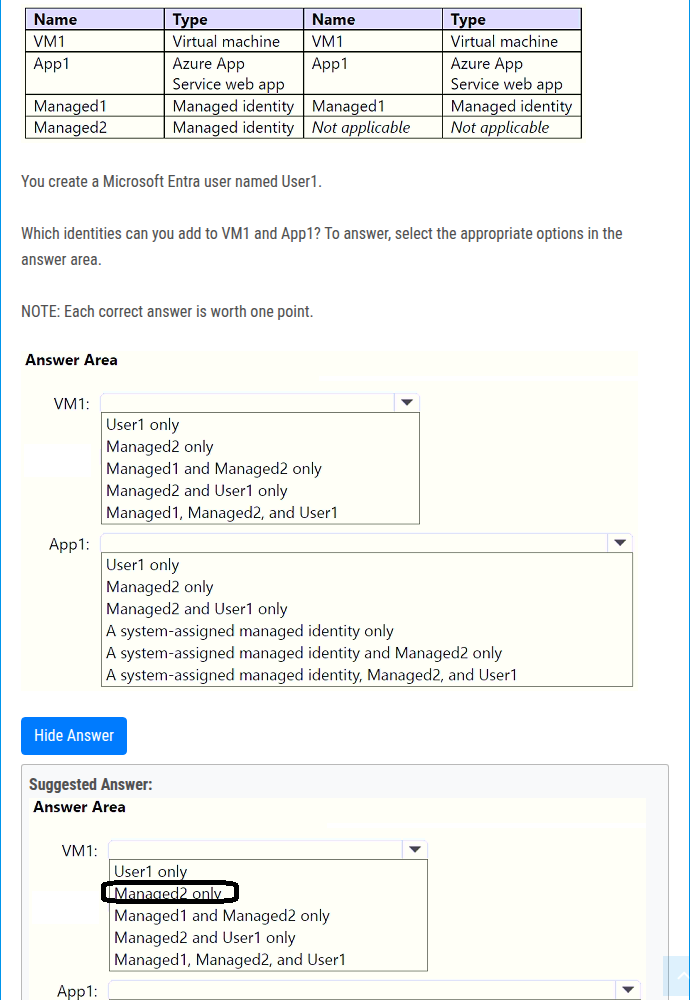 Name Type Name Type
VM1 Virtual machine VM1 Virtual machine
App1 Azure App App1 Azure App
Service web app Service web app
Managed1 Managed identity Managed1 Managed identity
Managed2 Managed identity Not applicable Not applicable
You create a Microsoft Entra user named User1.
Which identities can you add to VM1 and App1? To answer, select the appropriate options in the
answer area.
NOTE: Each correct answer is worth one point.
Answer Area
VM1:
User1 only
Managed2 only
Managed1 and Managed2 only
Managed2 and User1 only
Managed1, Managed2, and User1
App1:
User1 only
Managed2 only
Managed2 and User1 only
A system-assigned managed identity only
A system-assigned managed identity and Managed2 only
A system-assigned managed identity, Managed2, and User1
Hide Answer
Suggested Answer:
Answer Area
VM1:
User1 only
Managed2 only
Managed1 and Managed2 only
Managed2 and User1 only
Managed1, Managed2, and User1
App1: